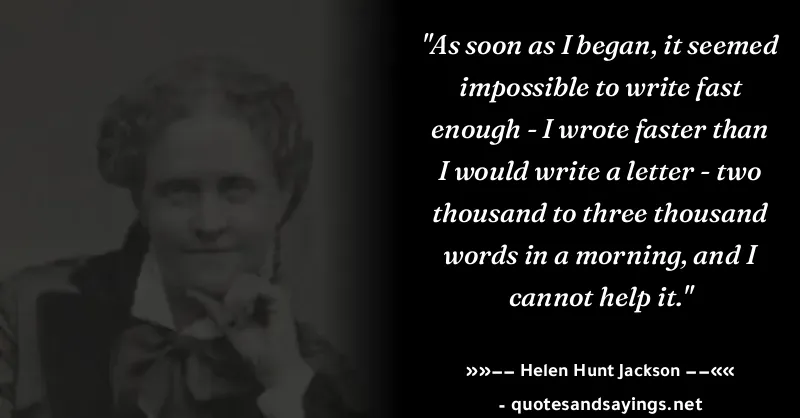 "As soon as I began, it seemed
impossible to write fast
enough - I wrote faster than
I would write a letter - two
thousand to three thousand
words in a morning, and I
cannot help it."
»»−− Helen Hunt Jackson −−««
- quotesandsayings.net